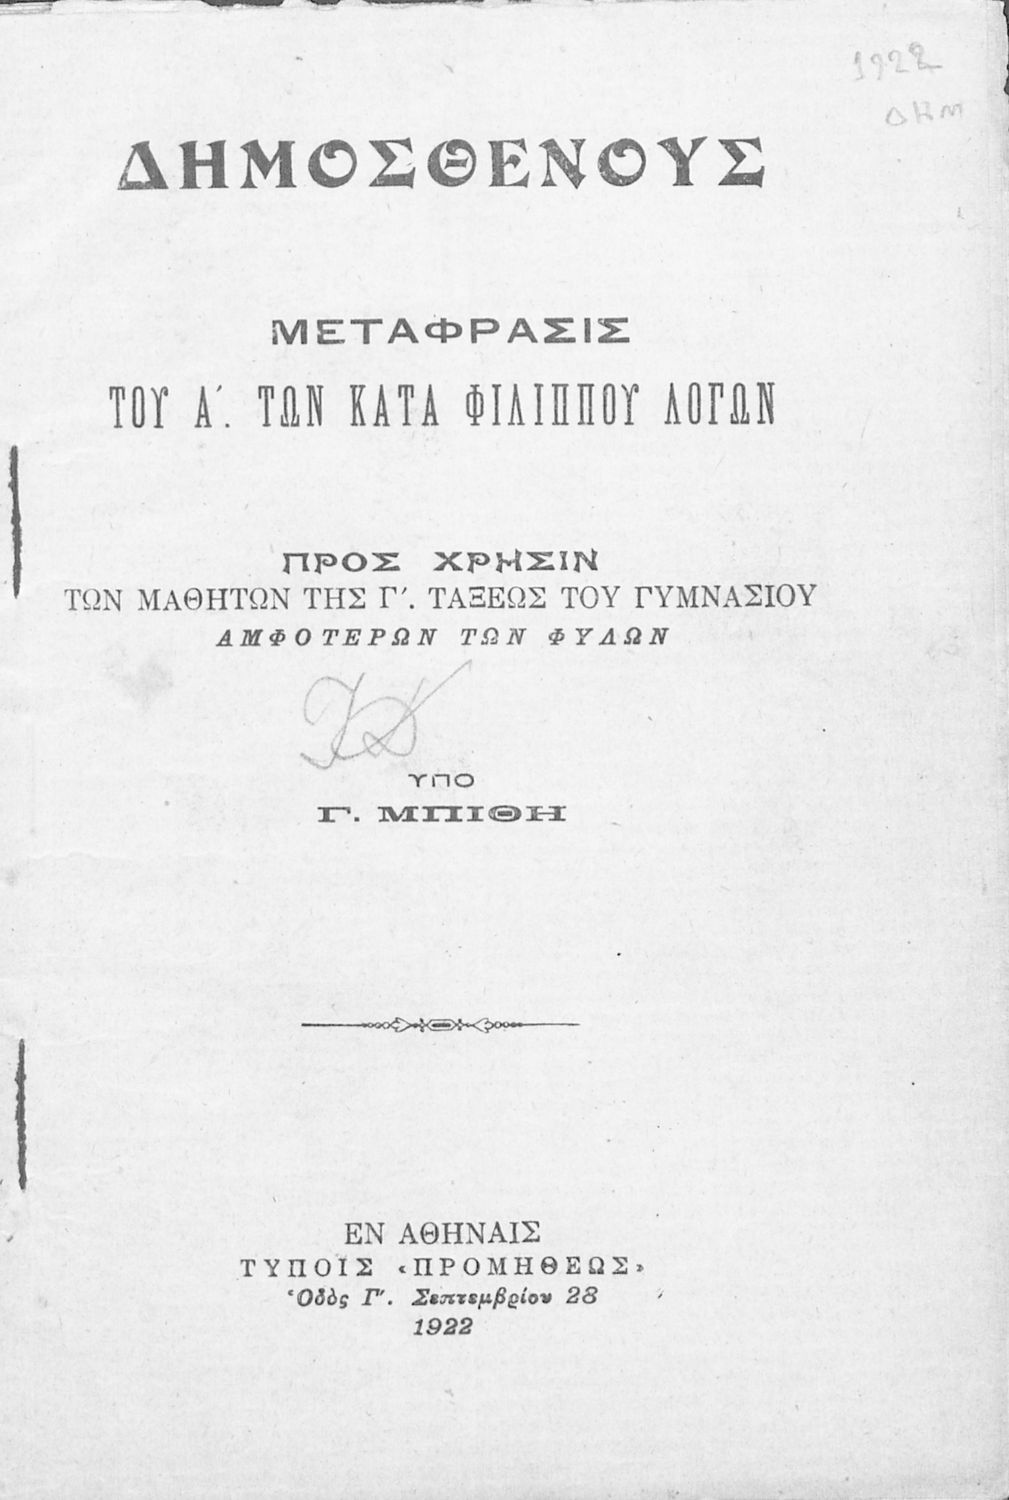 1922
ΔΗΜ
ΔΗΜΟΣΘΕΝΟΥΣ
ΜΕΤΑΦΡΑΣΙΣ
ΤΟΥ Α΄. ΤΩΝ ΚΑΤΑ ΦΙΛΙΠΠΟΥ ΛΟΓΩΝ
ΠΡΟΣ ΧΡΗΣΙΝ
ΤΩΝ ΜΑΘΗΤΩΝ ΤΗΣ Γ΄. ΤΑΞΕΩΣ ΤΟΥ ΓΥΜΝΑΣΙΟΥ
ΑΜΦΟΤΕΡΩΝ ΤΩΝ ΦΥΛΩΝ
ΥΠΟ
Γ. ΜΠΙΘΗ
ΕΝ ΑΘΗΝΑΙΣ
ΤΥΠΟΙΣ «ΠΡΟΜΗΘΕΩΣ»
Ὁδὸς Γ΄. Σεπτεμβρίου 28
1922